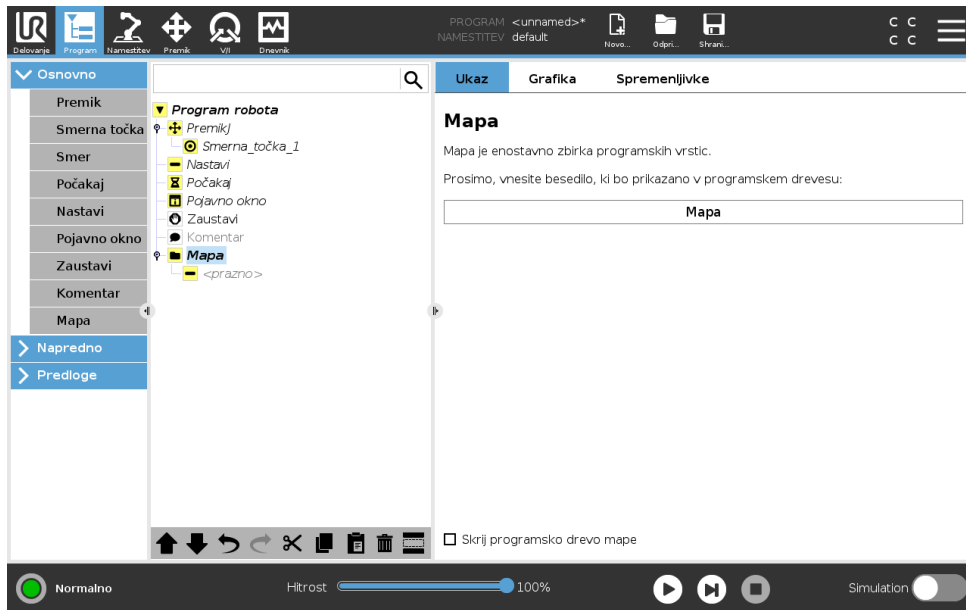 PROGRAM <unnamed>*
NAMESTITEV default
Delovanje Program Namestitev Premik V/I Dnevnik Novo... Odpri... Shrani...
C C
C C
Osnovno
Premik
Smerna točka
Smer
Počakaj
Nastavi
Pojavno okno
Zaustavi
Komentar
Mapa
Napredno
Predloge
Program robota
PremikJ
Smerna_točka_1
Nastavi
Počakaj
Pojavno okno
Zaustavi
Komentar
Mapa
<prazno>
Ukaz Grafika Spremenljivke
Mapa
Mapa je enostavno zbirka programskih vrstic.
Prosimo, vnesite besedilo, ki bo prikazano v programskem drevesu:
Mapa
Skrij programsko drevo mape
Normalno Hitrost 100% Simulation